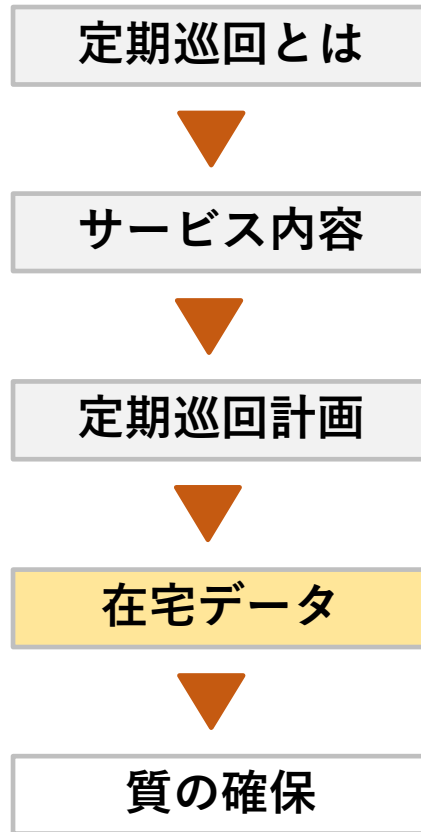 定期巡回とは
サービス内容
定期巡回計画
在宅データ
質の確保